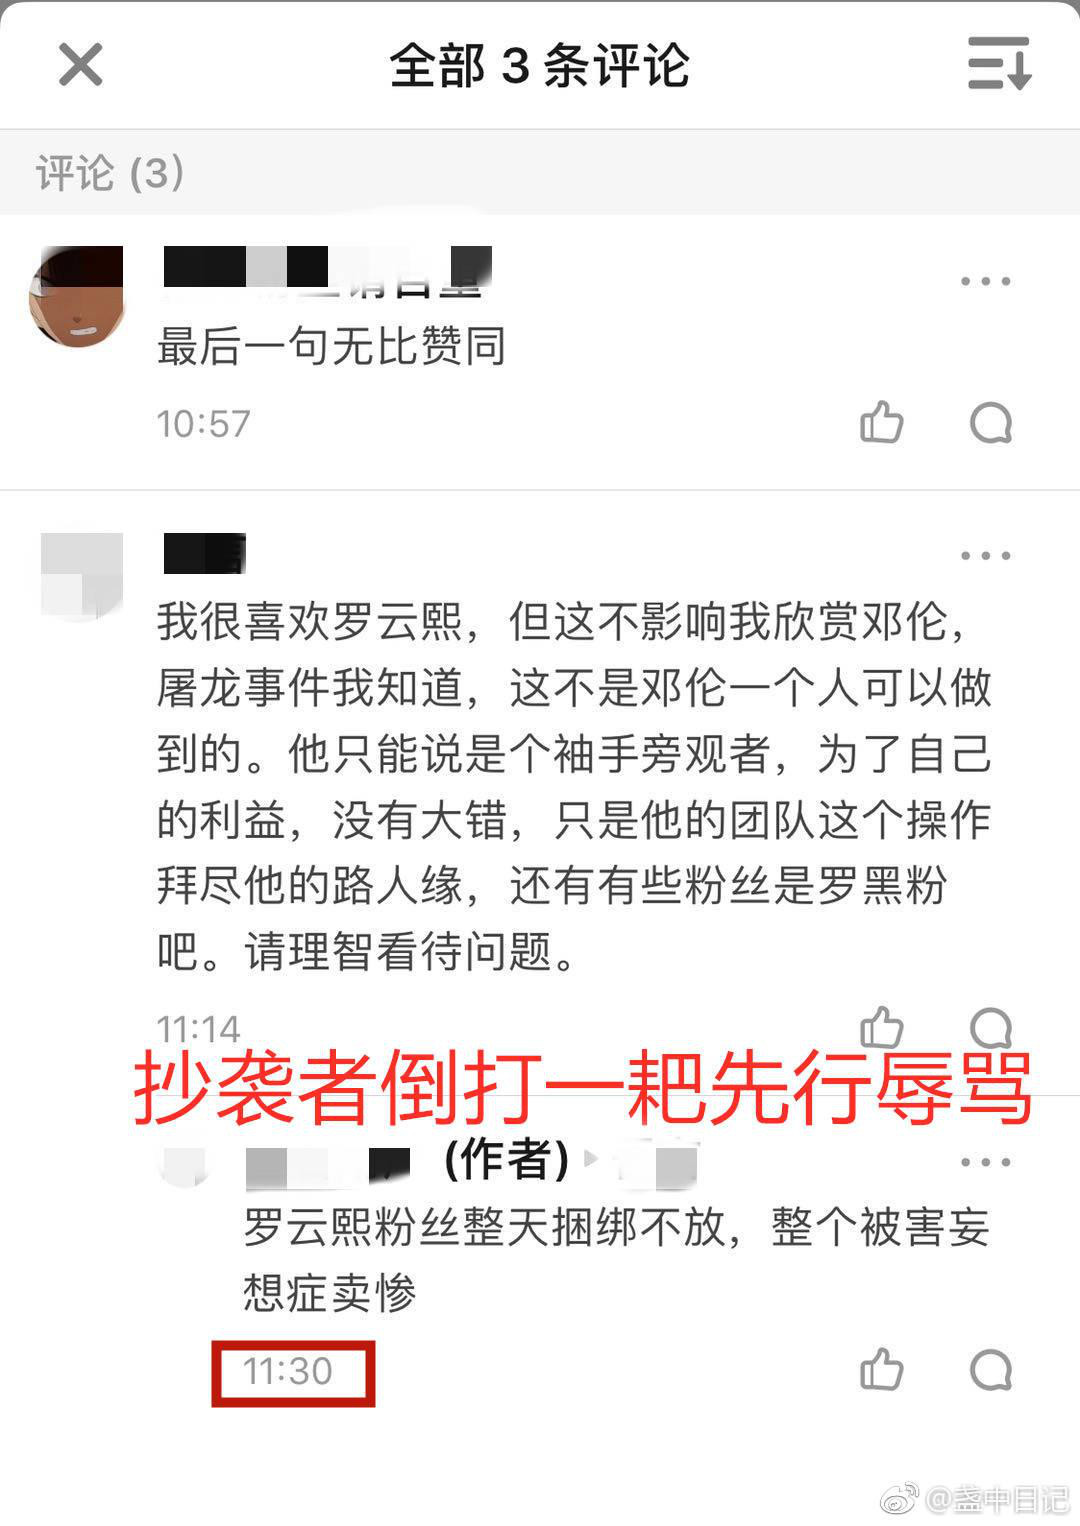 全部 3 条评论
评论 (3)
最后一句无比赞同
10:57
我很喜欢罗云熙，但这不影响我欣赏邓伦，
屠龙事件我知道，这不是邓伦一个人可以做
到的。他只能说是个袖手旁观者，为了自己
的利益，没有大错，只是他的团队这个操作
拜尽他的路人缘，还有有些粉丝是罗黑粉
吧。请理智看待问题。
11:14
抄袭者倒打一耙先行辱骂
(作者)
罗云熙粉丝整天捆绑不放，整个被害妄
想症卖惨
11:30
@盏中日记